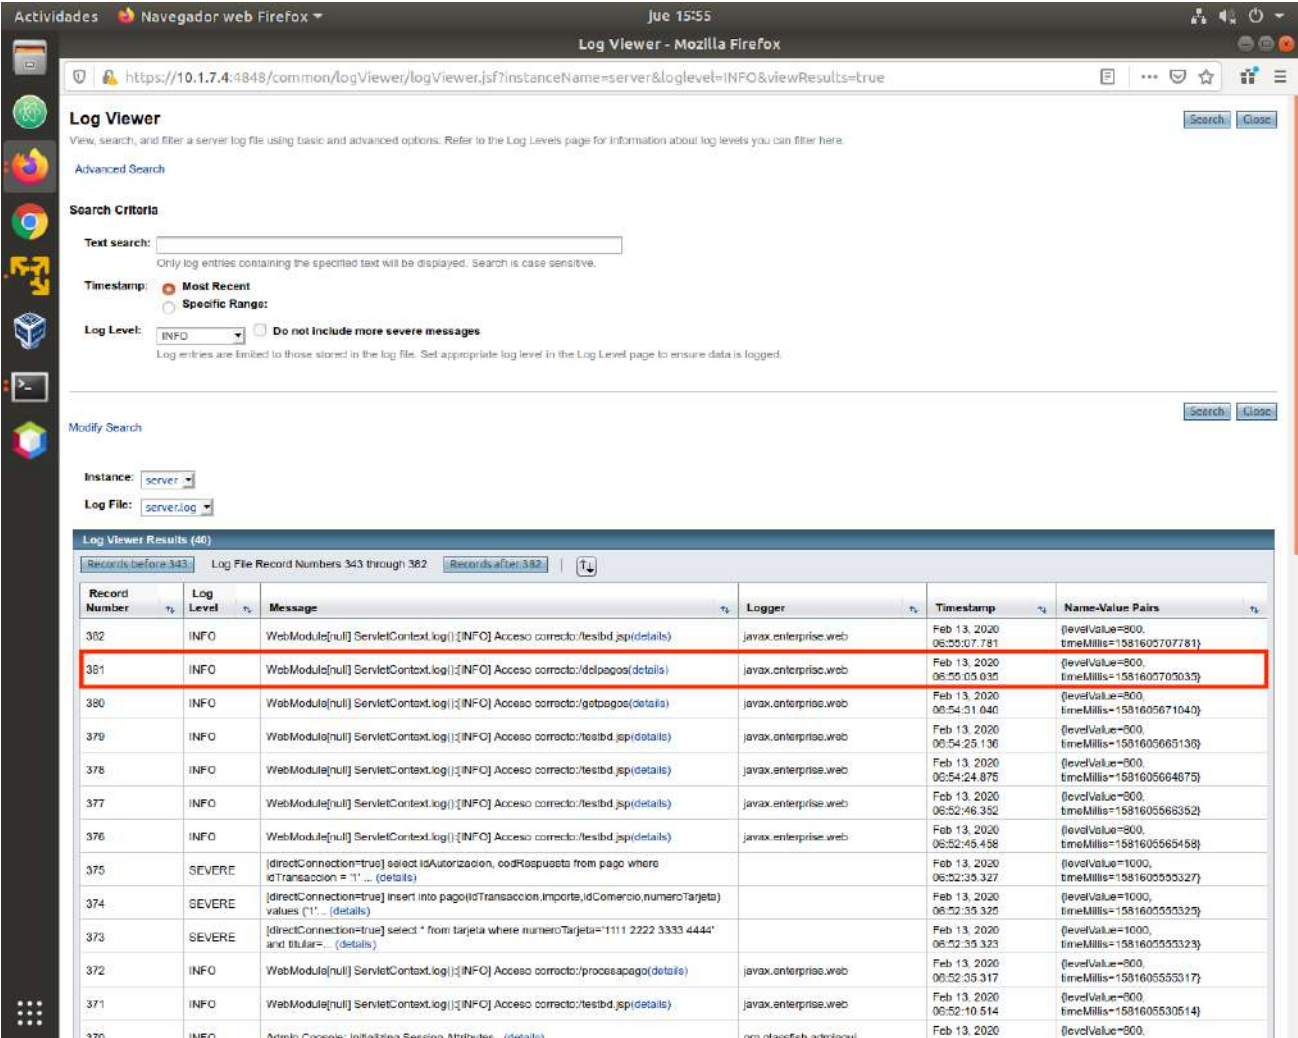 Actividades Navegador web Firefox jue 15:55
Log Viewer - Mozilla Firefox
https://10.1.7.4:4848/common/logViewer/logViewer.jsf?instanceName=server&loglevel=INFO&viewResults=true
Log Viewer Search Close
View, search, and filter a server log file using basic and advanced options. Refer to the Log Levels page for information about log levels you can filter here.
Advanced Search
Search Criteria
Text search:
Only log entries containing the specified text will be displayed. Search is case sensitive.
Timestamp: Most Recent
Specific Range:
Log Level: INFO Do not include more severe messages
Log entries are limited to those stored in the log file. Set appropriate log level in the Log Level page to ensure data is logged.
Search Close
Modify Search
Instance: server
Log File: server.log
Log Viewer Results (40)
Records before 343 Log File Record Numbers 343 through 382 Records after 382
Record Number Log Level Message Logger Timestamp Name-Value Pairs
382 INFO WebModule[null] ServletContext.log():[INFO] Acceso correcto:/testbd.jsp(details) javax.enterprise.web Feb 13, 2020 06:55:07.781 {levelValue=800, timeMillis=1581605707781}
381 INFO WebModule[null] ServletContext.log():[INFO] Acceso correcto:/delpagos(details) javax.enterprise.web Feb 13, 2020 06:55:05.035 {levelValue=800, timeMillis=1581605705035}
380 INFO WebModule[null] ServletContext.log():[INFO] Acceso correcto:/getpagos(details) javax.enterprise.web Feb 13, 2020 06:54:31.040 {levelValue=800, timeMillis=1581605671040}
379 INFO WebModule[null] ServletContext.log():[INFO] Acceso correcto:/testbd.jsp(details) javax.enterprise.web Feb 13, 2020 06:54:25.136 {levelValue=800, timeMillis=1581605665136}
378 INFO WebModule[null] ServletContext.log():[INFO] Acceso correcto:/testbd.jsp(details) javax.enterprise.web Feb 13, 2020 06:54:24.875 {levelValue=800, timeMillis=1581605664875}
377 INFO WebModule[null] ServletContext.log():[INFO] Acceso correcto:/testbd.jsp(details) javax.enterprise.web Feb 13, 2020 06:52:46.352 {levelValue=800, timeMillis=1581605566352}
376 INFO WebModule[null] ServletContext.log():[INFO] Acceso correcto:/testbd.jsp(details) javax.enterprise.web Feb 13, 2020 06:52:45.458 {levelValue=800, timeMillis=1581605565458}
375 SEVERE [directConnection=true] select idAutorizacion, codRespuesta from pago where idTransaccion = '1' ... (details) Feb 13, 2020 06:52:35.327 {levelValue=1000, timeMillis=1581605555327}
374 SEVERE [directConnection=true] insert into pago(idTransaccion,importe,idComercio,numeroTarjeta) values ('1'... (details) Feb 13, 2020 06:52:35.325 {levelValue=1000, timeMillis=1581605555325}
373 SEVERE [directConnection=true] select * from tarjeta where numeroTarjeta='1111 2222 3333 4444' and titular=... (details) Feb 13, 2020 06:52:35.323 {levelValue=1000, timeMillis=1581605555323}
372 INFO WebModule[null] ServletContext.log():[INFO] Acceso correcto:/procesapago(details) javax.enterprise.web Feb 13, 2020 06:52:35.317 {levelValue=800, timeMillis=1581605555317}
371 INFO WebModule[null] ServletContext.log():[INFO] Acceso correcto:/testbd.jsp(details) javax.enterprise.web Feb 13, 2020 06:52:10.514 {levelValue=800, timeMillis=1581605530514}
370 INFO Admin Console: Initializing Session Attributes... (details) org.glassfish.admingui Feb 13, 2020 {levelValue=800,